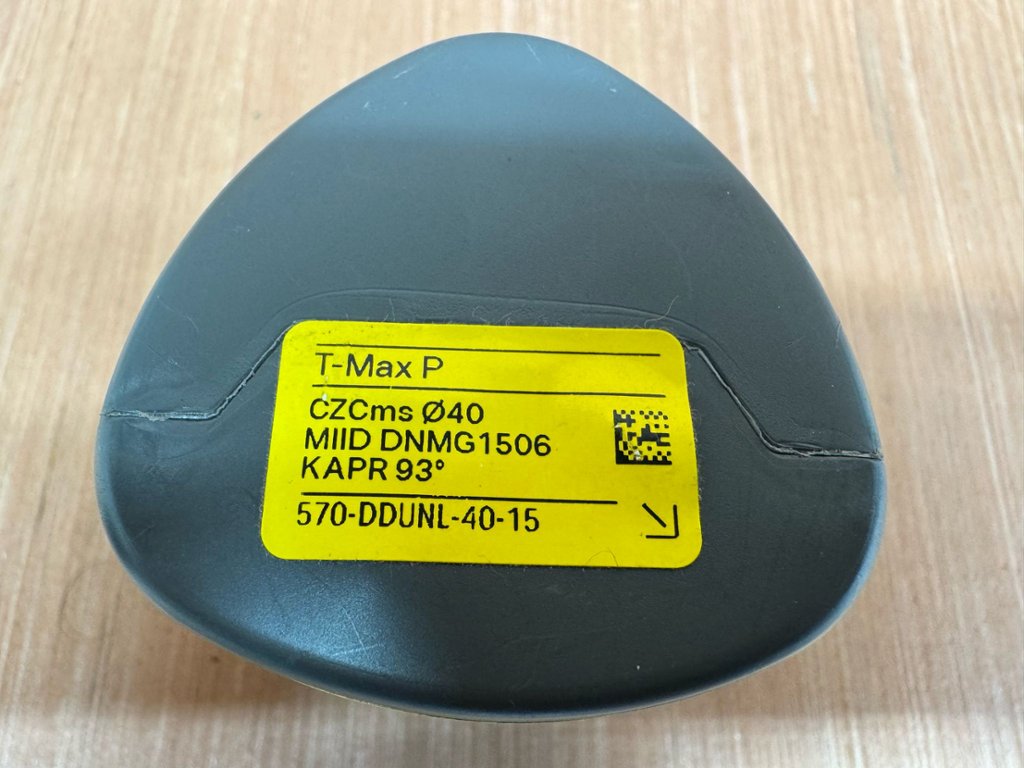 T-Max P
CZCms Ø40
MIID DNMG1506
KAPR 93°
570-DDUNL-40-15